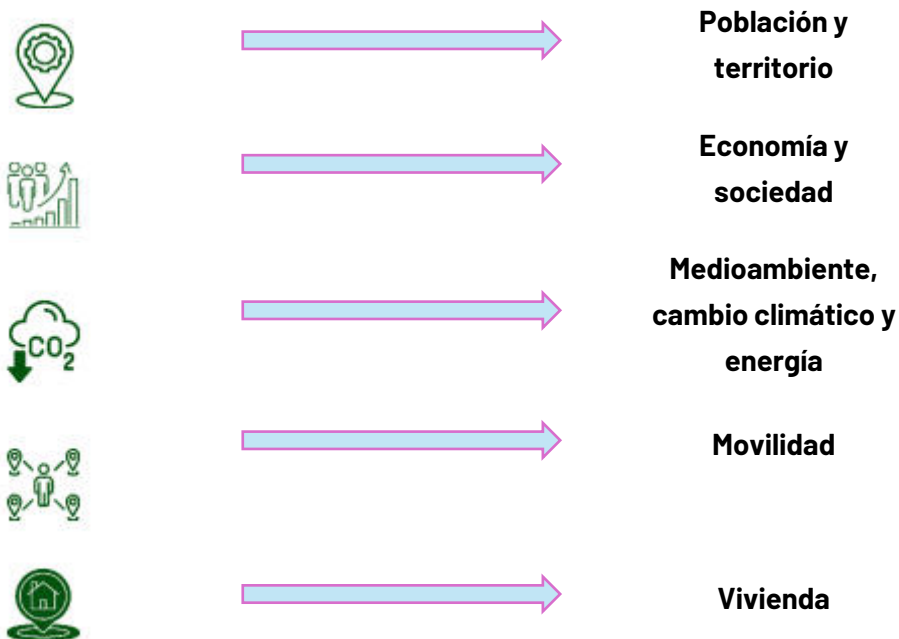 Población y
territorio
Economía y
sociedad
Medioambiente,
cambio climático y
energía
CO2
Movilidad
Vivienda